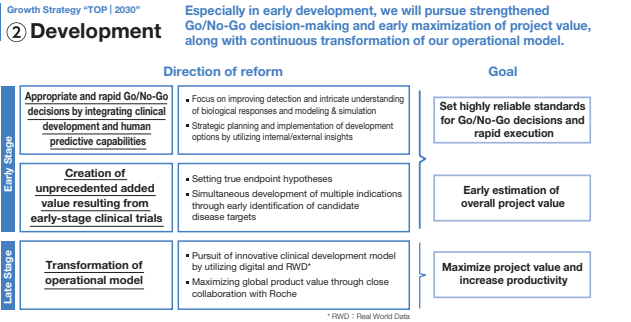 Growth Strategy “TOP | 2030”
② Development
Especially in early development, we will pursue strengthened
Go/No-Go decision-making and early maximization of project value,
along with continuous transformation of our operational model.
Direction of reform
Goal
Early Stage
Appropriate and rapid Go/No-Go
decisions by integrating clinical
development and human
predictive capabilities
▪ Focus on improving detection and intricate understanding
of biological responses and modeling & simulation
▪ Strategic planning and implementation of development
options by utilizing internal/external insights
Set highly reliable standards
for Go/No-Go decisions and
rapid execution
Creation of
unprecedented added
value resulting from
early-stage clinical trials
▪ Setting true endpoint hypotheses
▪ Simultaneous development of multiple indications
through early identification of candidate
disease targets
Early estimation of
overall project value
Late Stage
Transformation of
operational model
▪ Pursuit of innovative clinical development model
by utilizing digital and RWD*
▪ Maximizing global product value through close
collaboration with Roche
Maximize project value and
increase productivity
* RWD : Real World Data